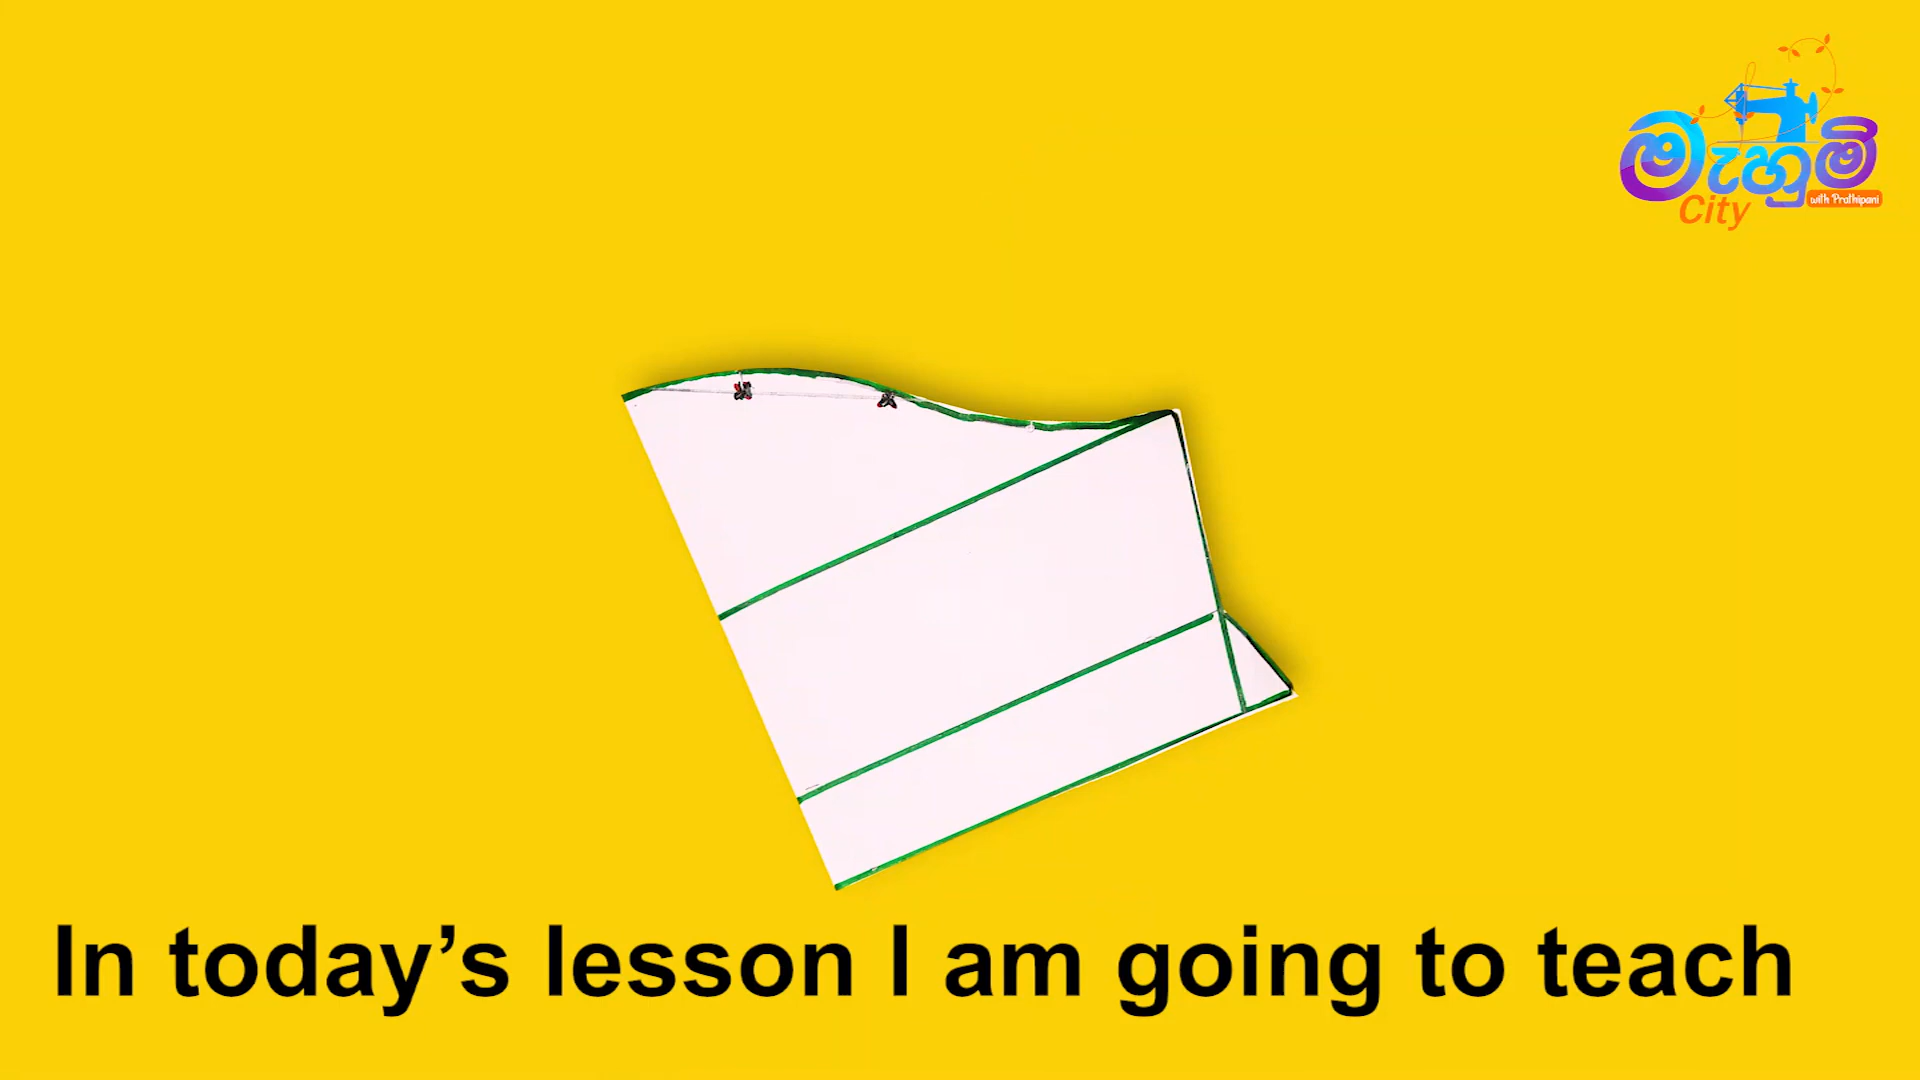 මැහුම්
City
with Prathipani
In today’s lesson I am going to teach